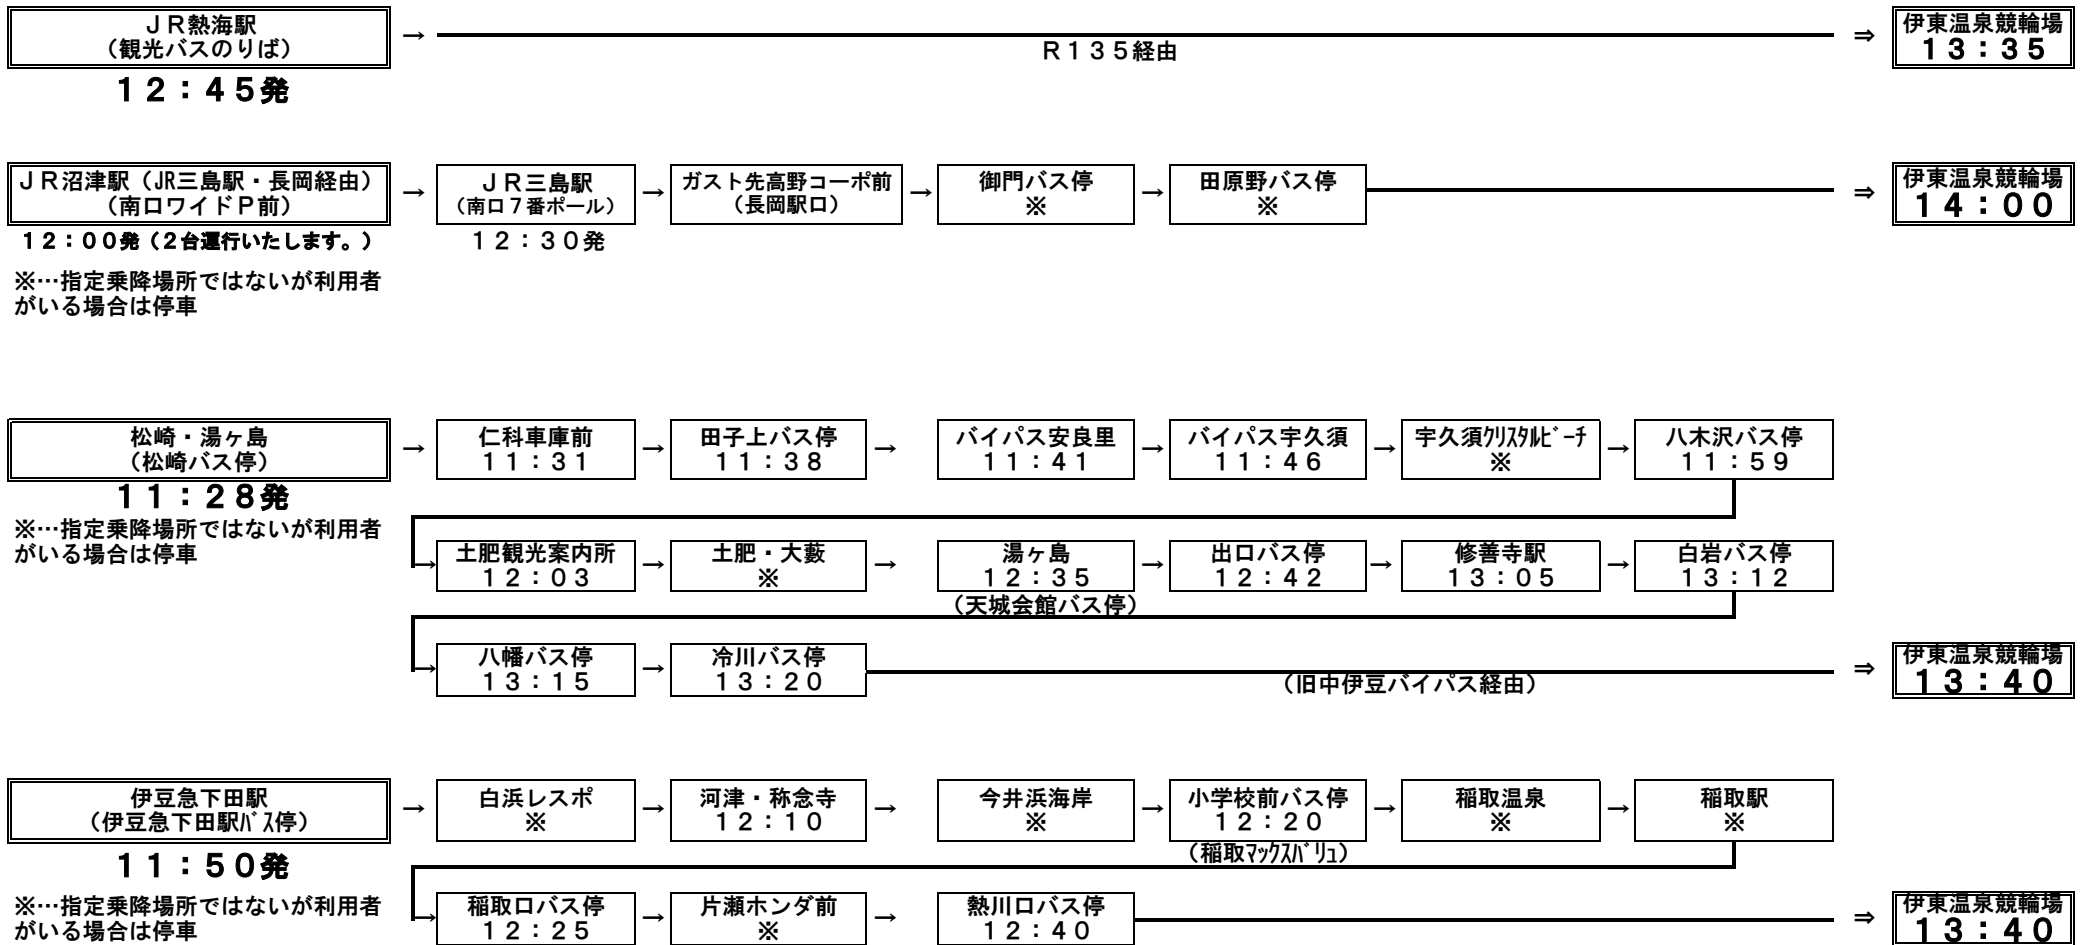 ＪＲ熱海駅
（観光バスのりば）
１２：４５発
→
Ｒ１３５経由
⇒
伊東温泉競輪場
１３：３５
ＪＲ沼津駅（JR三島駅・長岡経由）
（南口ワイドＰ前）
１２：００発（２台運行いたします。）
→
ＪＲ三島駅
（南口７番ポール）
１２：３０発
→
ガスト先高野コーポ前
（長岡駅口）
→
御門バス停
※
→
田原野バス停
※
⇒
伊東温泉競輪場
１４：００
※…指定乗降場所ではないが利用者
がいる場合は停車
松崎・湯ヶ島
（松崎バス停）
１１：２８発
※…指定乗降場所ではないが利用者
がいる場合は停車
→
仁科車庫前
１１：３１
→
田子上バス停
１１：３８
→
バイパス安良里
１１：４１
→
バイパス宇久須
１１：４６
→
宇久須ｸﾘｽﾀﾙﾋﾞｰﾁ
※
→
八木沢バス停
１１：５９
→
土肥観光案内所
１２：０３
→
土肥・大藪
※
→
湯ヶ島
１２：３５
（天城会館バス停）
→
出口バス停
１２：４２
→
修善寺駅
１３：０５
→
白岩バス停
１３：１２
→
八幡バス停
１３：１５
→
冷川バス停
１３：２０
（旧中伊豆バイパス経由）
⇒
伊東温泉競輪場
１３：４０
伊豆急下田駅
（伊豆急下田駅ﾊﾞｽ停）
１１：５０発
※…指定乗降場所ではないが利用者
がいる場合は停車
→
白浜レスポ
※
→
河津・称念寺
１２：１０
→
今井浜海岸
※
→
小学校前バス停
１２：２０
（稲取ﾏｯｸｽﾊﾞﾘｭ）
→
稲取温泉
※
→
稲取駅
※
→
稲取口バス停
１２：２５
→
片瀬ホンダ前
※
→
熱川口バス停
１２：４０
⇒
伊東温泉競輪場
１３：４０